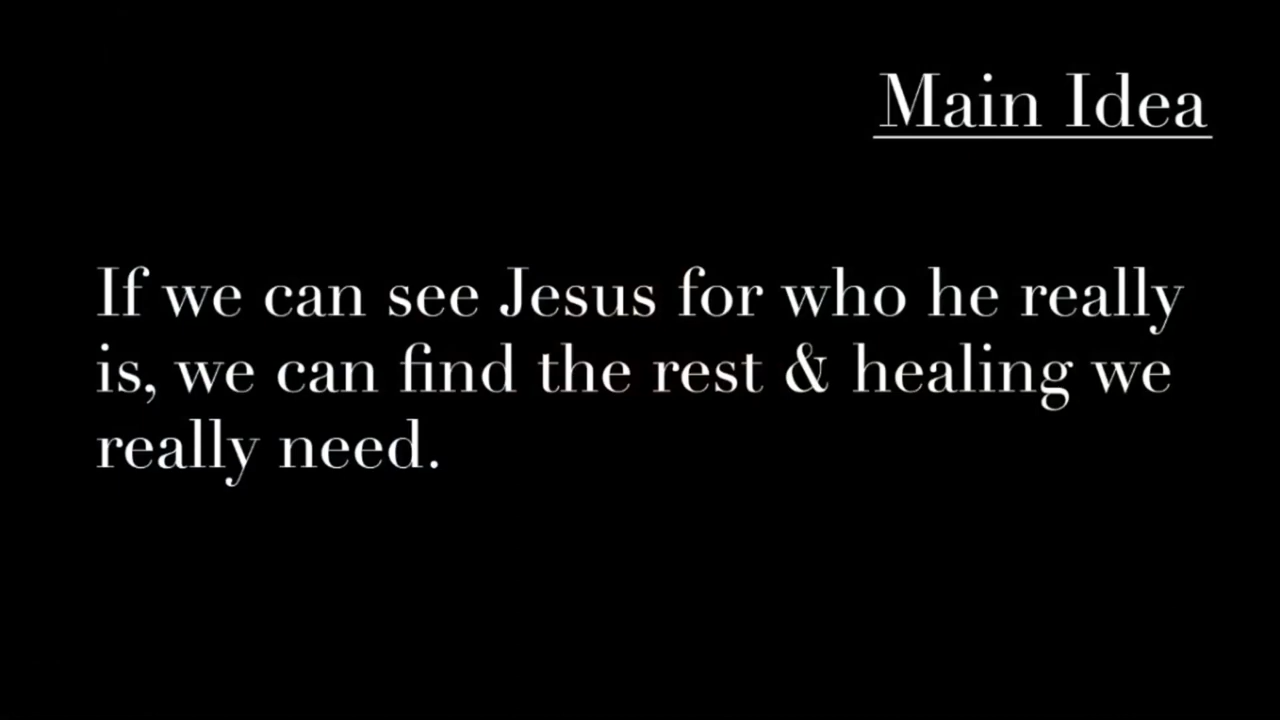 Main Idea
If we can see Jesus for who he really
is, we can find the rest & healing we
really need.